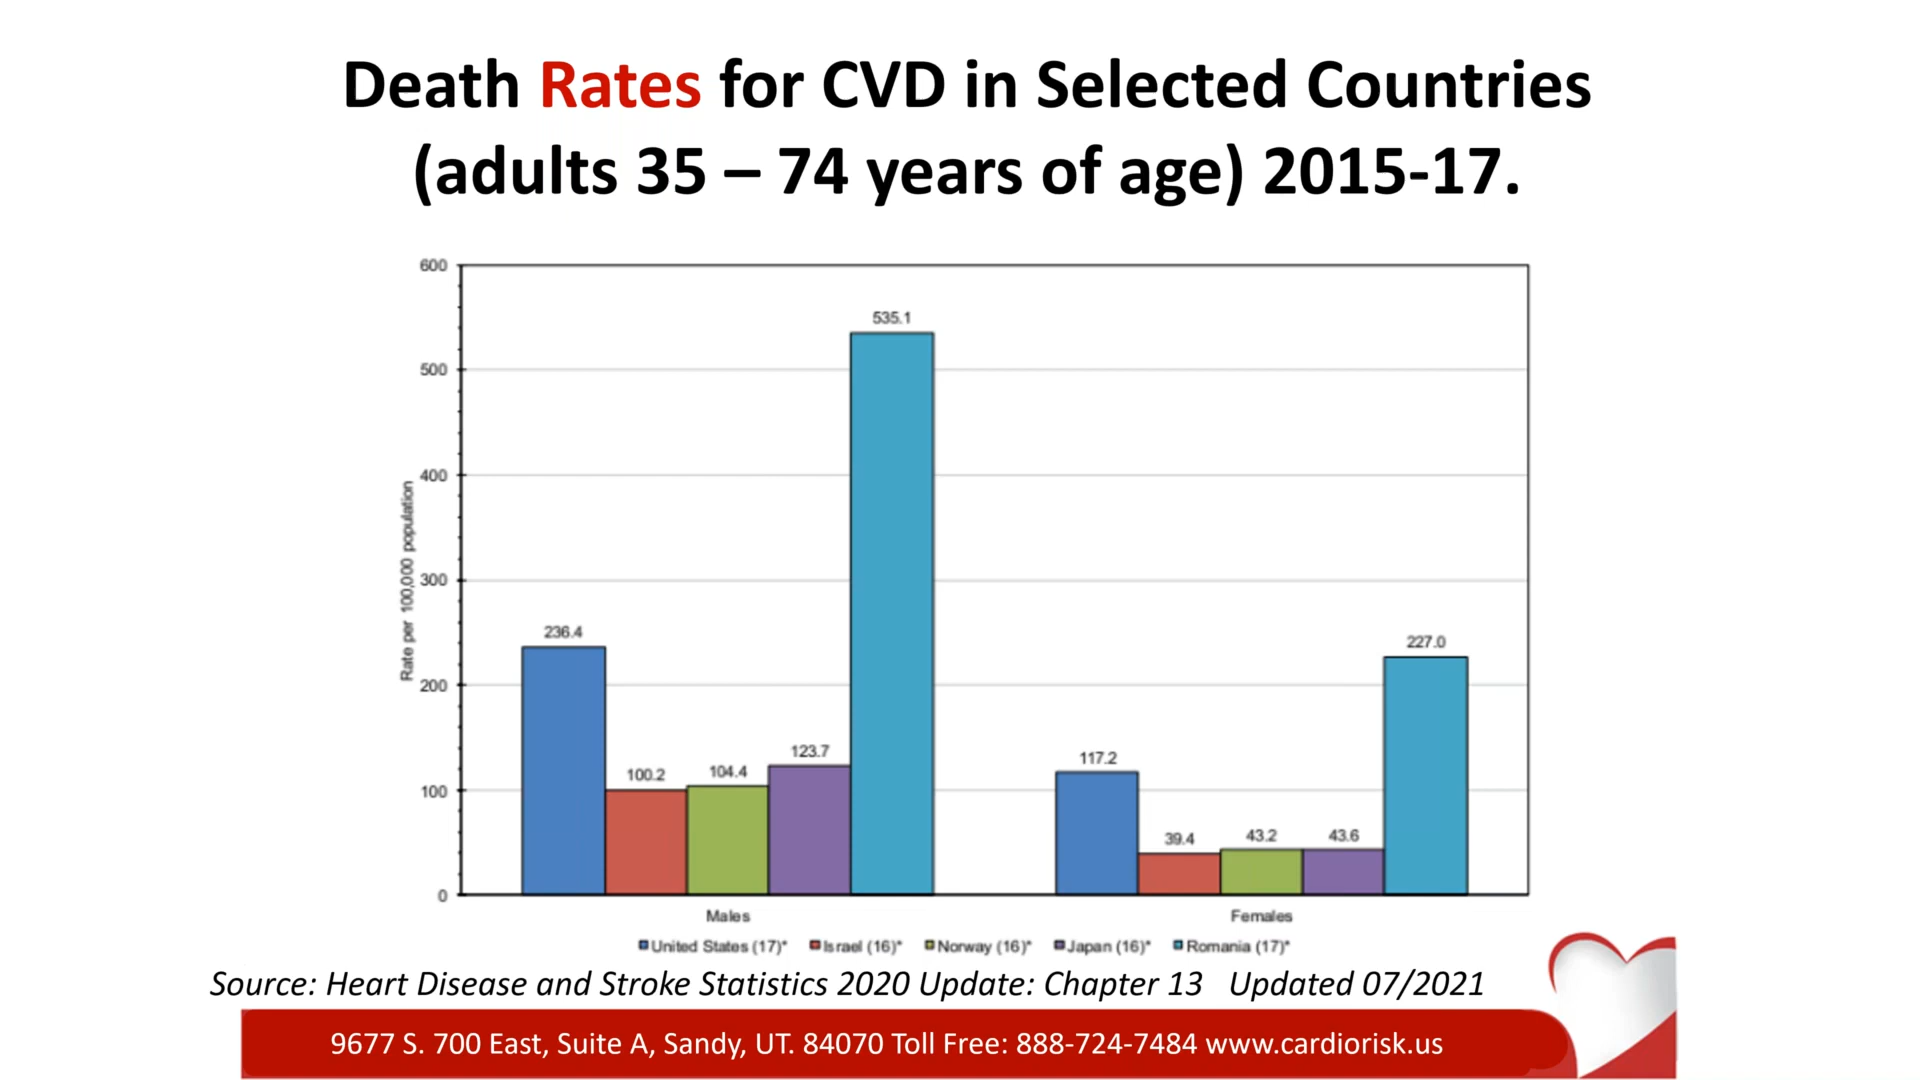 Death Rates for CVD in Selected Countries
(adults 35 – 74 years of age) 2015-17.
Rate per 100,000 population
600
500
400
300
200
100
0
236.4
100.2
104.4
123.7
535.1
117.2
39.4
43.2
43.6
227.0
Males
Females
United States (17)* Israel (16)* Norway (16)* Japan (16)* Romania (17)*
Source: Heart Disease and Stroke Statistics 2020 Update: Chapter 13 Updated 07/2021
9677 S. 700 East, Suite A, Sandy, UT. 84070 Toll Free: 888-724-7484 www.cardiorisk.us